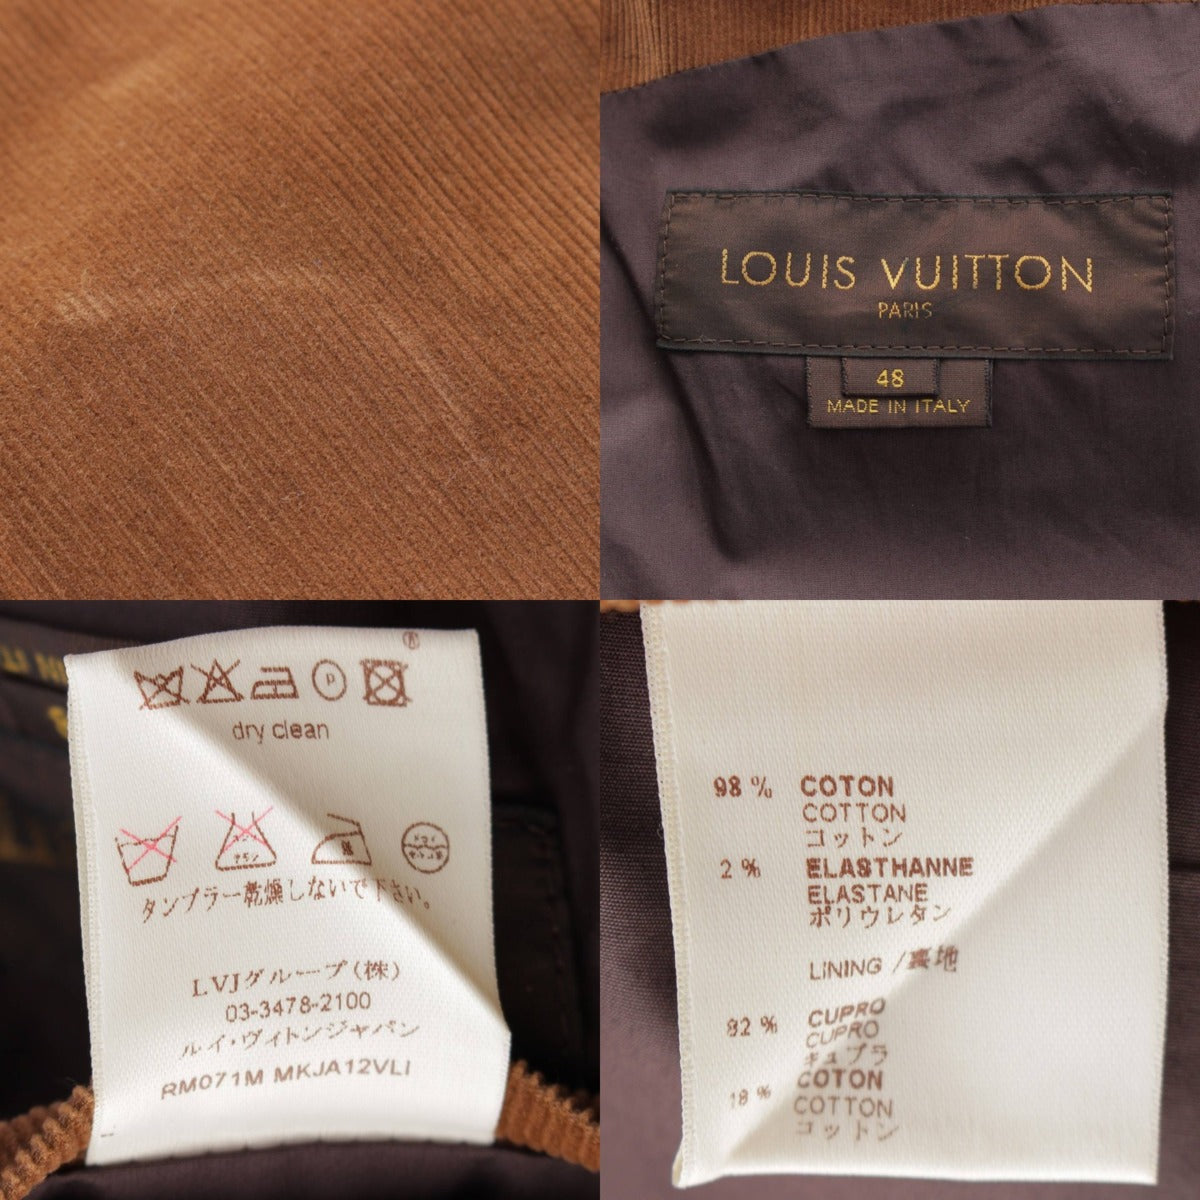 LOUIS VUITTON
PARIS
48
MADE IN ITALY
®
P
dry clean
タンブラー乾燥しないで下さい。
LVJグループ(株)
03-3478-2100
ルイ・ヴィトンジャパン
RM071M MKJA12VLI
98 % COTON
COTTON
コットン
2 % ELASTHANNE
ELASTANE
ポリウレタン
LINING /裏地
82 % CUPRO
CUPRO
キュプラ
18 % COTON
COTTON
コットン